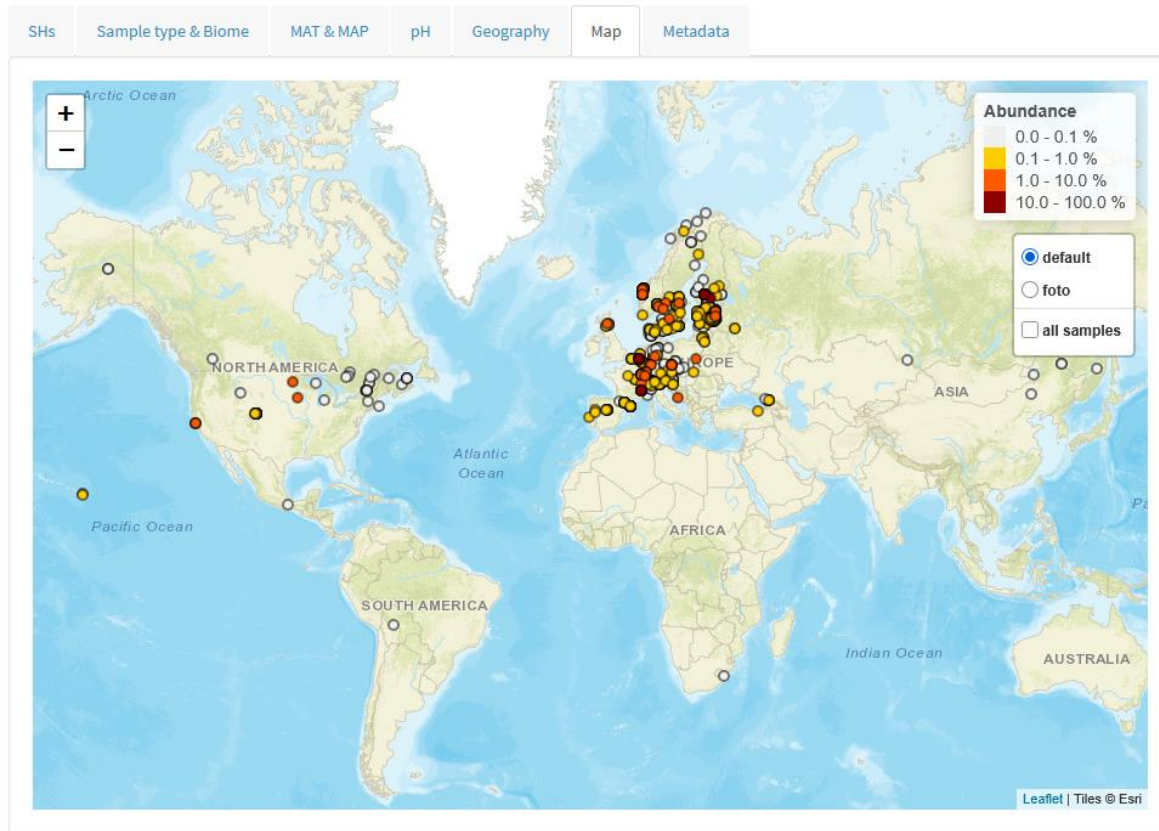 SHs Sample type & Biome MAT & MAP pH Geography Map Metadata
+
−
Arctic Ocean
Abundance
0.0 - 0.1 %
0.1 - 1.0 %
1.0 - 10.0 %
10.0 - 100.0 %
default
foto
all samples
NORTH AMERICA
ASIA
Atlantic
Ocean
Pacific Ocean
AFRICA
SOUTH AMERICA
Indian Ocean
AUSTRALIA
Leaflet | Tiles © Esri